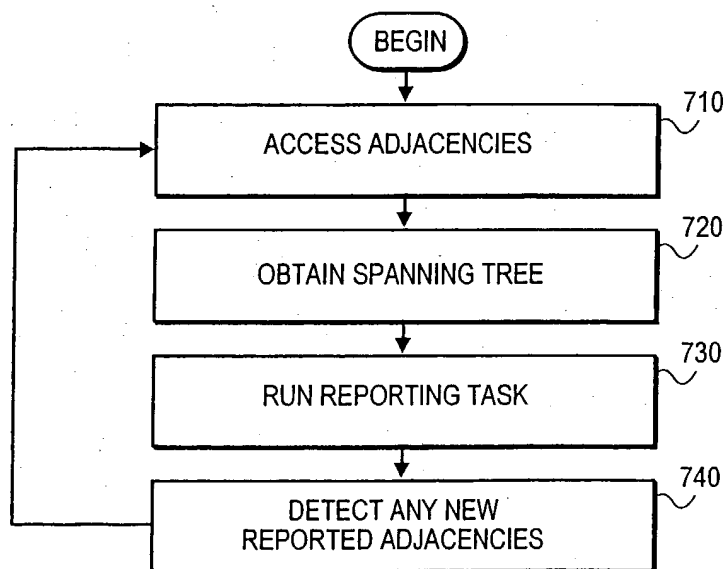 BEGIN
710
ACCESS ADJACENCIES
720
OBTAIN SPANNING TREE
730
RUN REPORTING TASK
740
DETECT ANY NEW
REPORTED ADJACENCIES